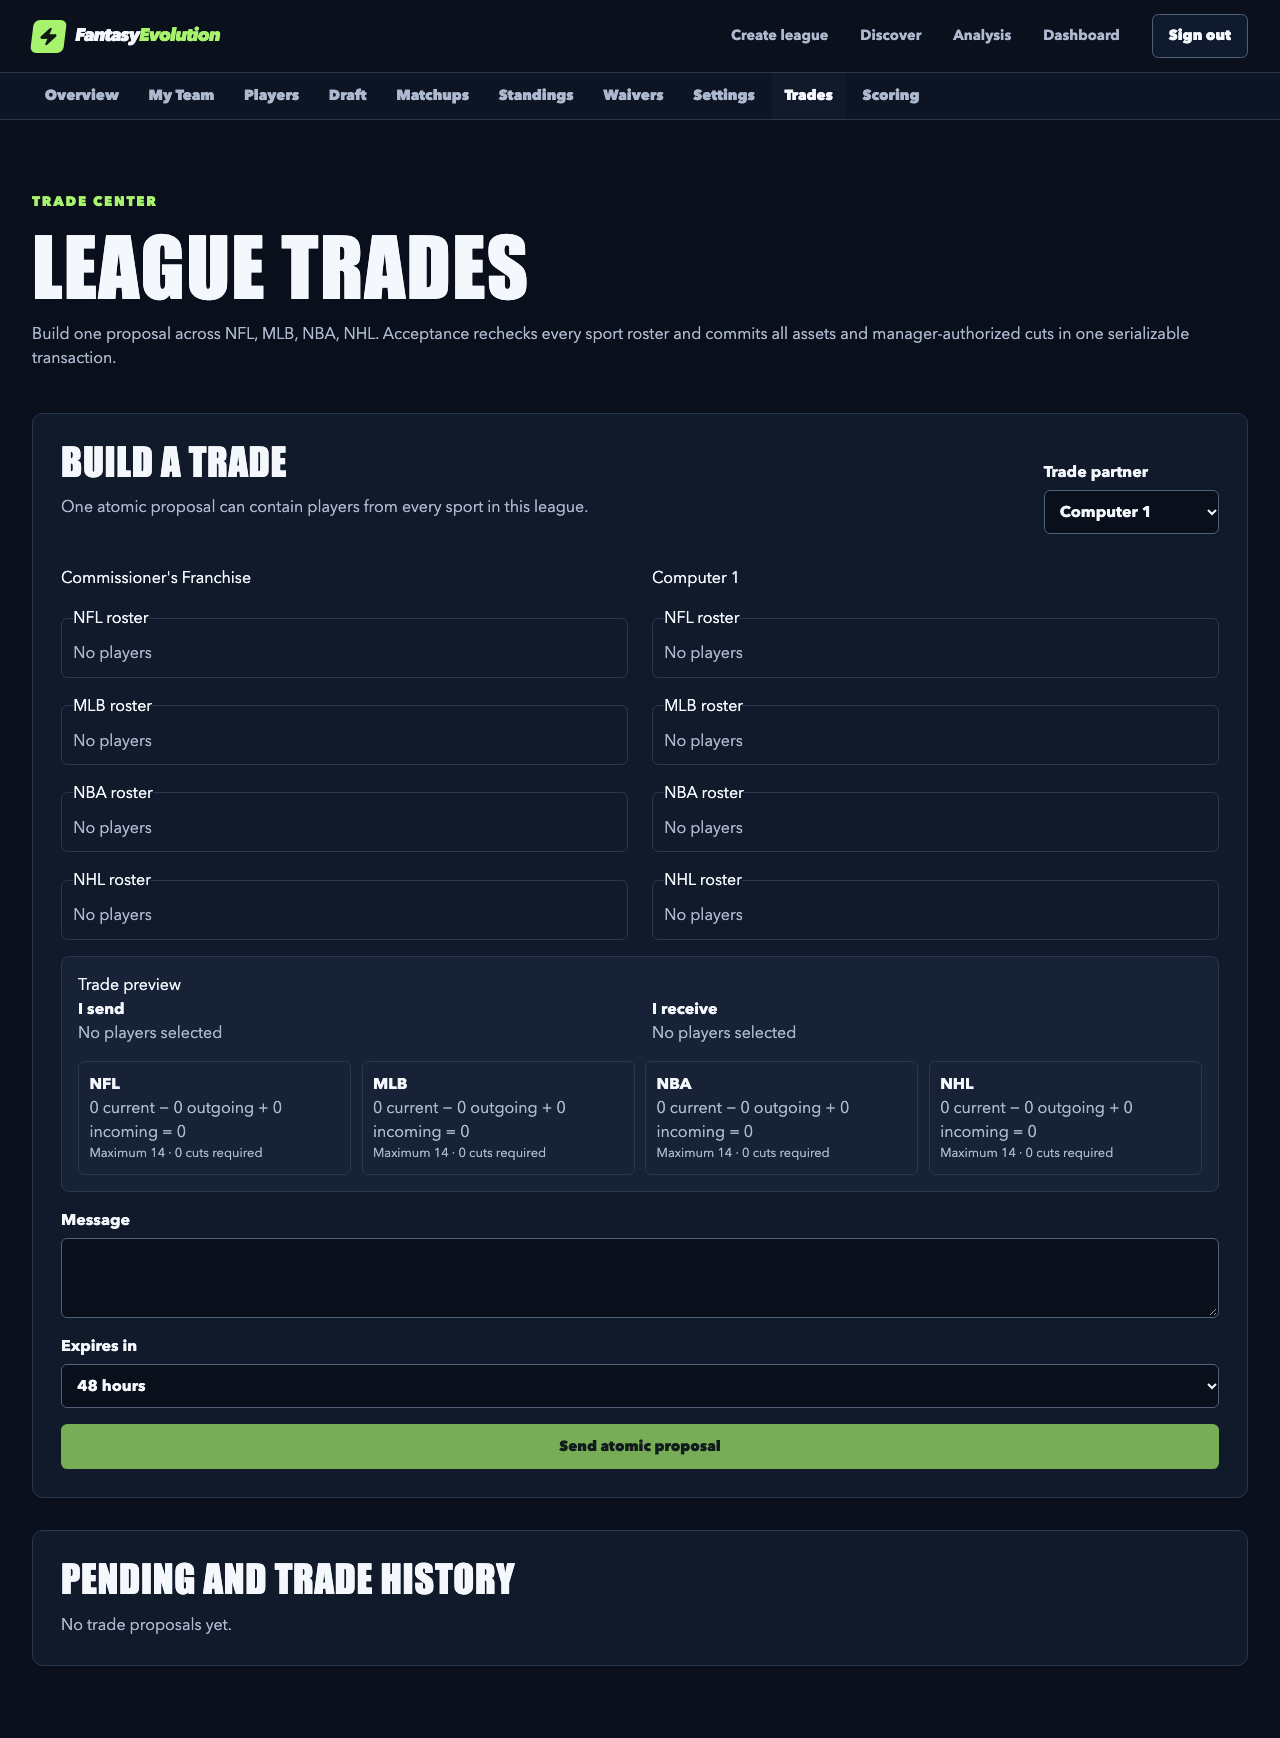 FantasyEvolution
Create league
Discover
Analysis
Dashboard
Sign out
Overview
My Team
Players
Draft
Matchups
Standings
Waivers
Settings
Trades
Scoring
TRADE CENTER
LEAGUE TRADES
Build one proposal across NFL, MLB, NBA, NHL. Acceptance rechecks every sport roster and commits all assets and manager-authorized cuts in one serializable
transaction.
BUILD A TRADE
One atomic proposal can contain players from every sport in this league.
Trade partner
Computer 1
Commissioner's Franchise
NFL roster
No players
MLB roster
No players
NBA roster
No players
NHL roster
No players
Computer 1
NFL roster
No players
MLB roster
No players
NBA roster
No players
NHL roster
No players
Trade preview
I send
No players selected
I receive
No players selected
NFL
0 current − 0 outgoing + 0
incoming = 0
Maximum 14 · 0 cuts required
MLB
0 current − 0 outgoing + 0
incoming = 0
Maximum 14 · 0 cuts required
NBA
0 current − 0 outgoing + 0
incoming = 0
Maximum 14 · 0 cuts required
NHL
0 current − 0 outgoing + 0
incoming = 0
Maximum 14 · 0 cuts required
Message
Expires in
48 hours
Send atomic proposal
PENDING AND TRADE HISTORY
No trade proposals yet.